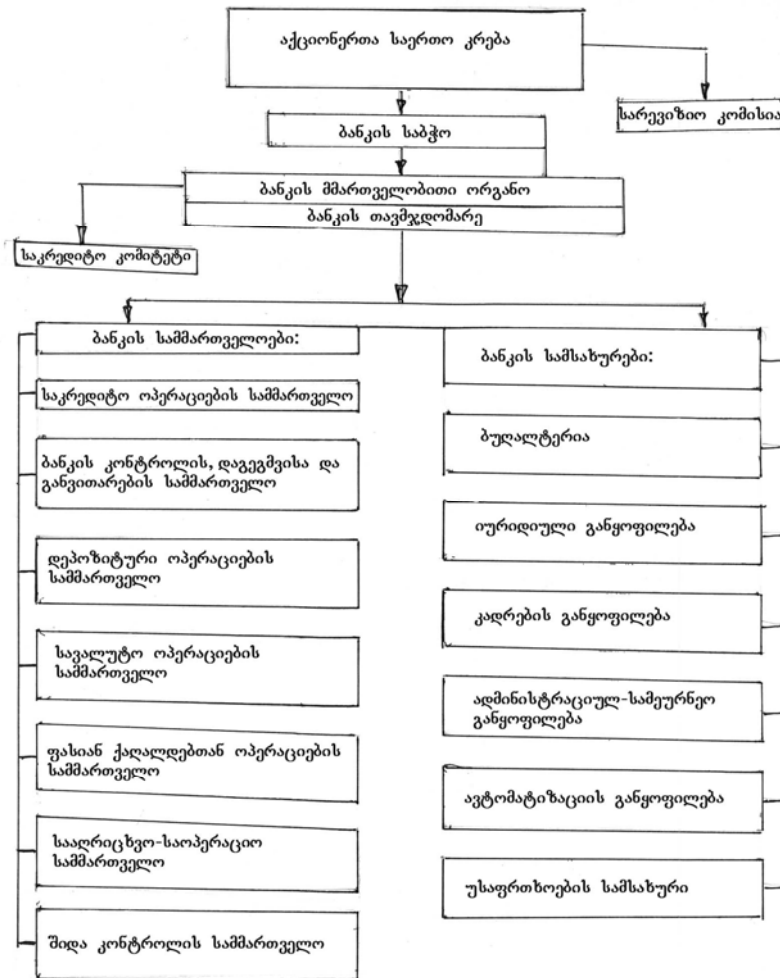 აქციონერთა საერთო კრება
სარევიზიო კომისია
ბანკის საბჭო
ბანკის მმართველობითი ორგანო
ბანკის თავმჯდომარე
საკრედიტო კომიტეტი
ბანკის სამმართველოები:
საკრედიტო ოპერაციების სამმართველო
ბანკის კონტროლის, დაგეგმვისა და
განვითარების სამმართველო
დეპოზიტური ოპერაციების
სამმართველო
სავალუტო ოპერაციების
სამმართველო
ფასიან ქაღალდებთან ოპერაციების
სამმართველო
სააღრიცხვო-საოპერაციო
სამმართველო
შიდა კონტროლის სამმართველო
ბანკის სამსახურები:
ბუღალტერია
იურიდიული განყოფილება
კადრების განყოფილება
ადმინისტრაციულ-სამეურნეო
განყოფილება
ავტომატიზაციის განყოფილება
უსაფრთხოების სამსახური